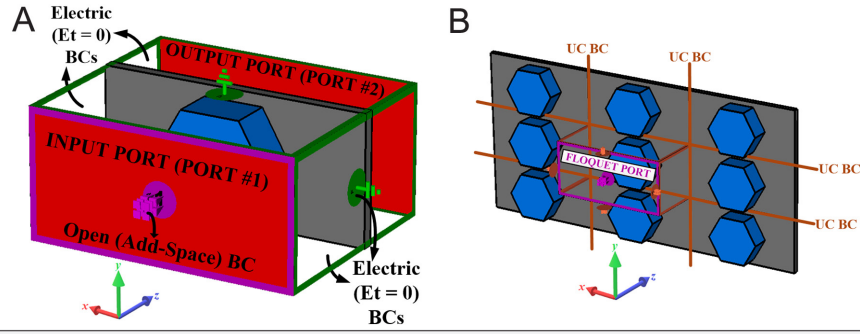 A
Electric
(Et = 0)
BCs
OUTPUT PORT (PORT #2)
INPUT PORT (PORT #1)
Open (Add-Space) BC
Electric
(Et = 0)
BCs
y
x
z
B
UC BC
UC BC
FLOQUET PORT
UC BC
UC BC
y
x
z